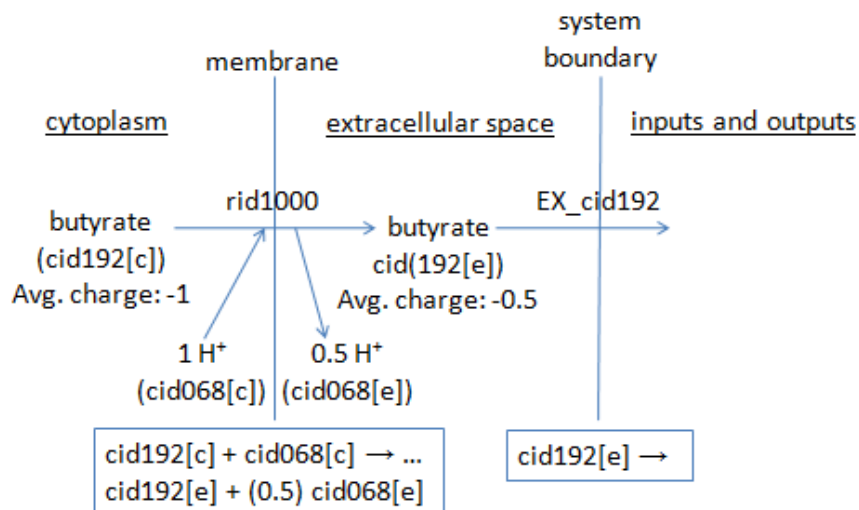 system
boundary
membrane
cytoplasm
extracellular space
inputs and outputs
rid1000
EX_cid192
butyrate
(cid192[c])
Avg. charge: -1
butyrate
cid(192[e])
Avg. charge: -0.5
1 H⁺
(cid068[c])
0.5 H⁺
(cid068[e])
cid192[c] + cid068[c] → ...
cid192[e] + (0.5) cid068[e]
cid192[e] →